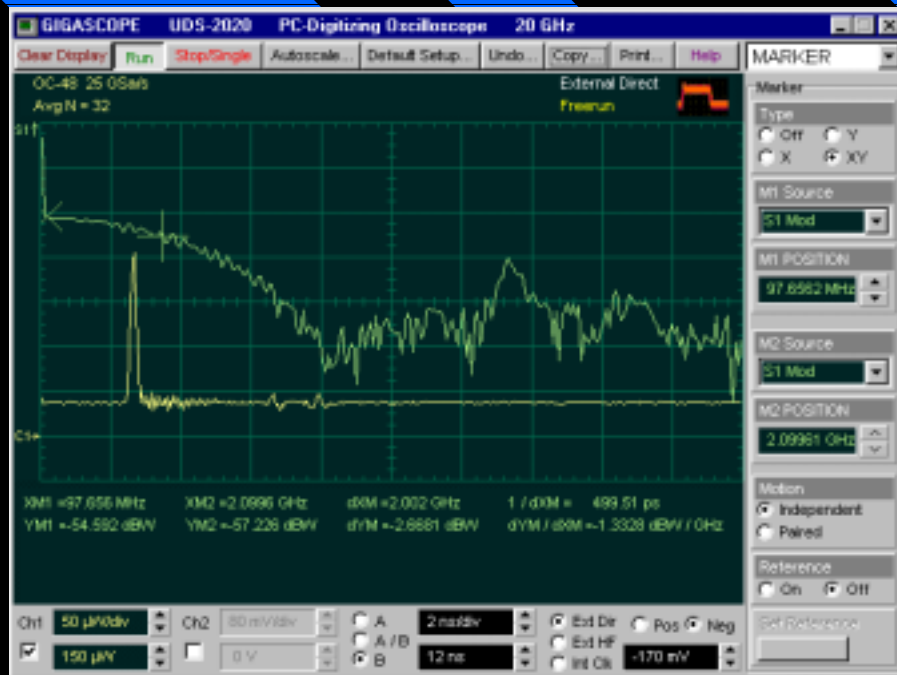 GIGASCOPE UDS-2020 PC-Digitizing Oscilloscope 20 GHz
Clear Display Run Stop/Single Autoscale... Default Setup... Undo... Copy... Print... Help MARKER
OC-48 25 GSa/s External Direct
Avg N = 32 Freerun
S1
C1
XM1 =97.656 MHz XM2 =2.0996 GHz dXM =2.002 GHz 1 / dXM = 499.51 ps
YM1 =-54.592 dBW YM2 =-57.226 dBW dYM =-2.6681 dBW dYM / dXM =-1.3328 dBW / GHz
Marker
Type
Off Y
X XY
M1 Source
S1 Mod
M1 POSITION
97.6562 MHz
M2 Source
S1 Mod
M2 POSITION
2.09961 GHz
Motion
Independent
Paired
Reference
On Off
Set Reference
Ch1 50 µW/div Ch2 80 mV/div A 2 ns/div Ext Dir Pos Neg
A / B Ext HF
150 µW 0 V B 12 ns Int Clk -170 mV